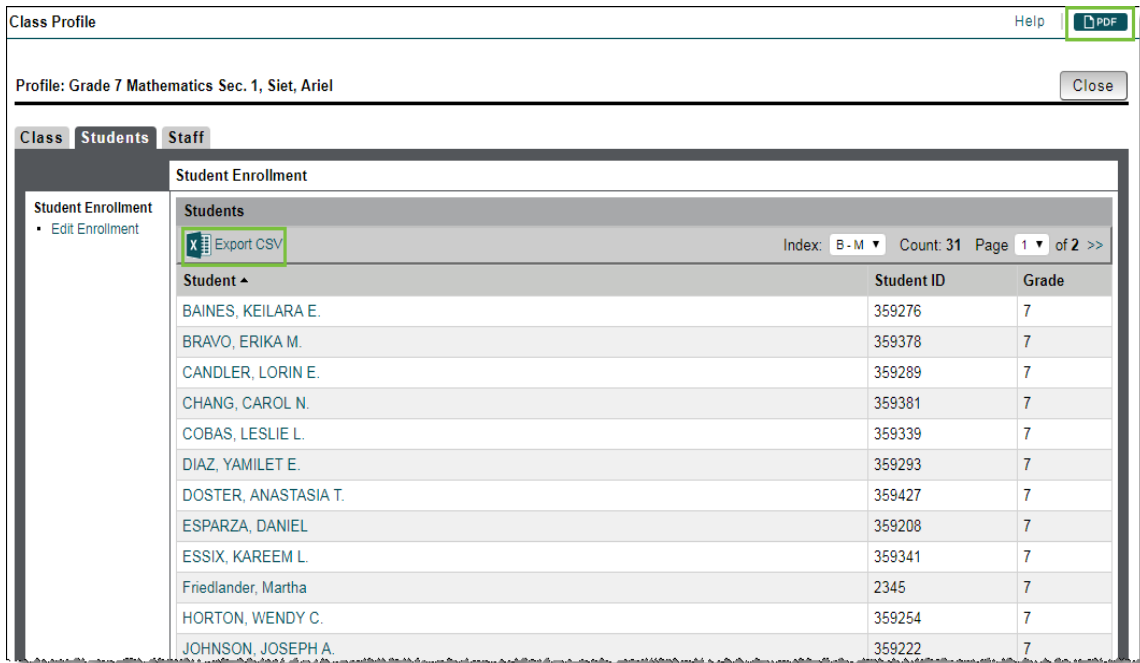 Class Profile Help PDF
Profile: Grade 7 Mathematics Sec. 1, Siet, Ariel Close
Class Students Staff
Student Enrollment
Student Enrollment
• Edit Enrollment
Students
Export CSV Index: B - M Count: 31 Page 1 of 2 >>
Student Student ID Grade
BAINES, KEILARA E. 359276 7
BRAVO, ERIKA M. 359378 7
CANDLER, LORIN E. 359289 7
CHANG, CAROL N. 359381 7
COBAS, LESLIE L. 359339 7
DIAZ, YAMILET E. 359293 7
DOSTER, ANASTASIA T. 359427 7
ESPARZA, DANIEL 359208 7
ESSIX, KAREEM L. 359341 7
Friedlander, Martha 2345 7
HORTON, WENDY C. 359254 7
JOHNSON, JOSEPH A. 359222 7